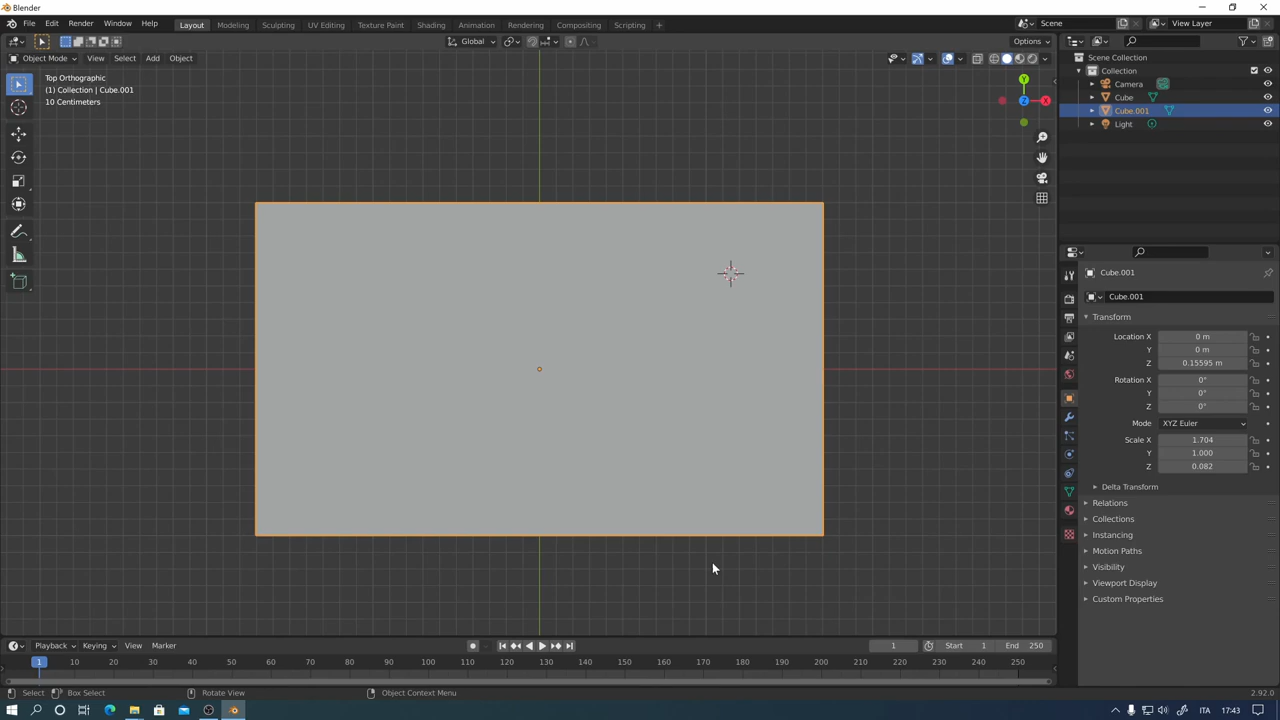 Blender
File Edit Render Window Help Layout Modeling Sculpting UV Editing Texture Paint Shading Animation Rendering Compositing Scripting + Scene View Layer
Global Options
Object Mode View Select Add Object
Top Orthographic
(1) Collection | Cube.001
10 Centimeters
Y
Z X
Scene Collection
Collection
Camera
Cube
Cube.001
Light
Cube.001
Cube.001
Transform
Location X 0 m
Y 0 m
Z 0.15595 m
Rotation X 0°
Y 0°
Z 0°
Mode XYZ Euler
Scale X 1.704
Y 1.000
Z 0.082
Delta Transform
Relations
Collections
Instancing
Motion Paths
Visibility
Viewport Display
Custom Properties
Playback Keying View Marker 1 Start 1 End 250
1 10 20 30 40 50 60 70 80 90 100 110 120 130 140 150 160 170 180 190 200 210 220 230 240 250
Select Box Select Rotate View Object Context Menu 2.92.0
ITA 17:43